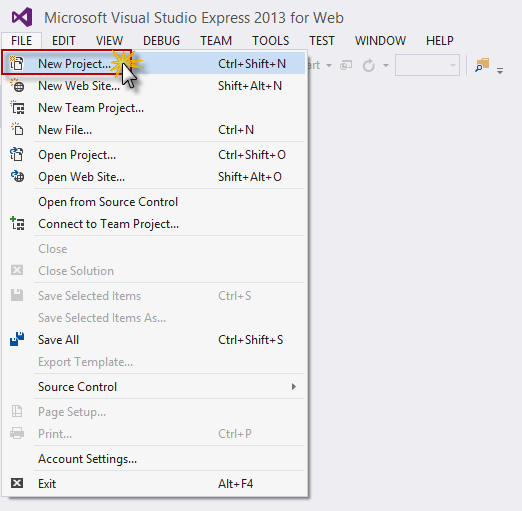 Microsoft Visual Studio Express 2013 for Web
FILE EDIT VIEW DEBUG TEAM TOOLS TEST WINDOW HELP
New Project... Ctrl+Shift+N
New Web Site... Shift+Alt+N
New Team Project...
New File... Ctrl+N
Open Project... Ctrl+Shift+O
Open Web Site... Shift+Alt+O
Open from Source Control
Connect to Team Project...
Close
Close Solution
Save Selected Items Ctrl+S
Save Selected Items As...
Save All Ctrl+Shift+S
Export Template...
Source Control
Page Setup...
Print... Ctrl+P
Account Settings...
Exit Alt+F4